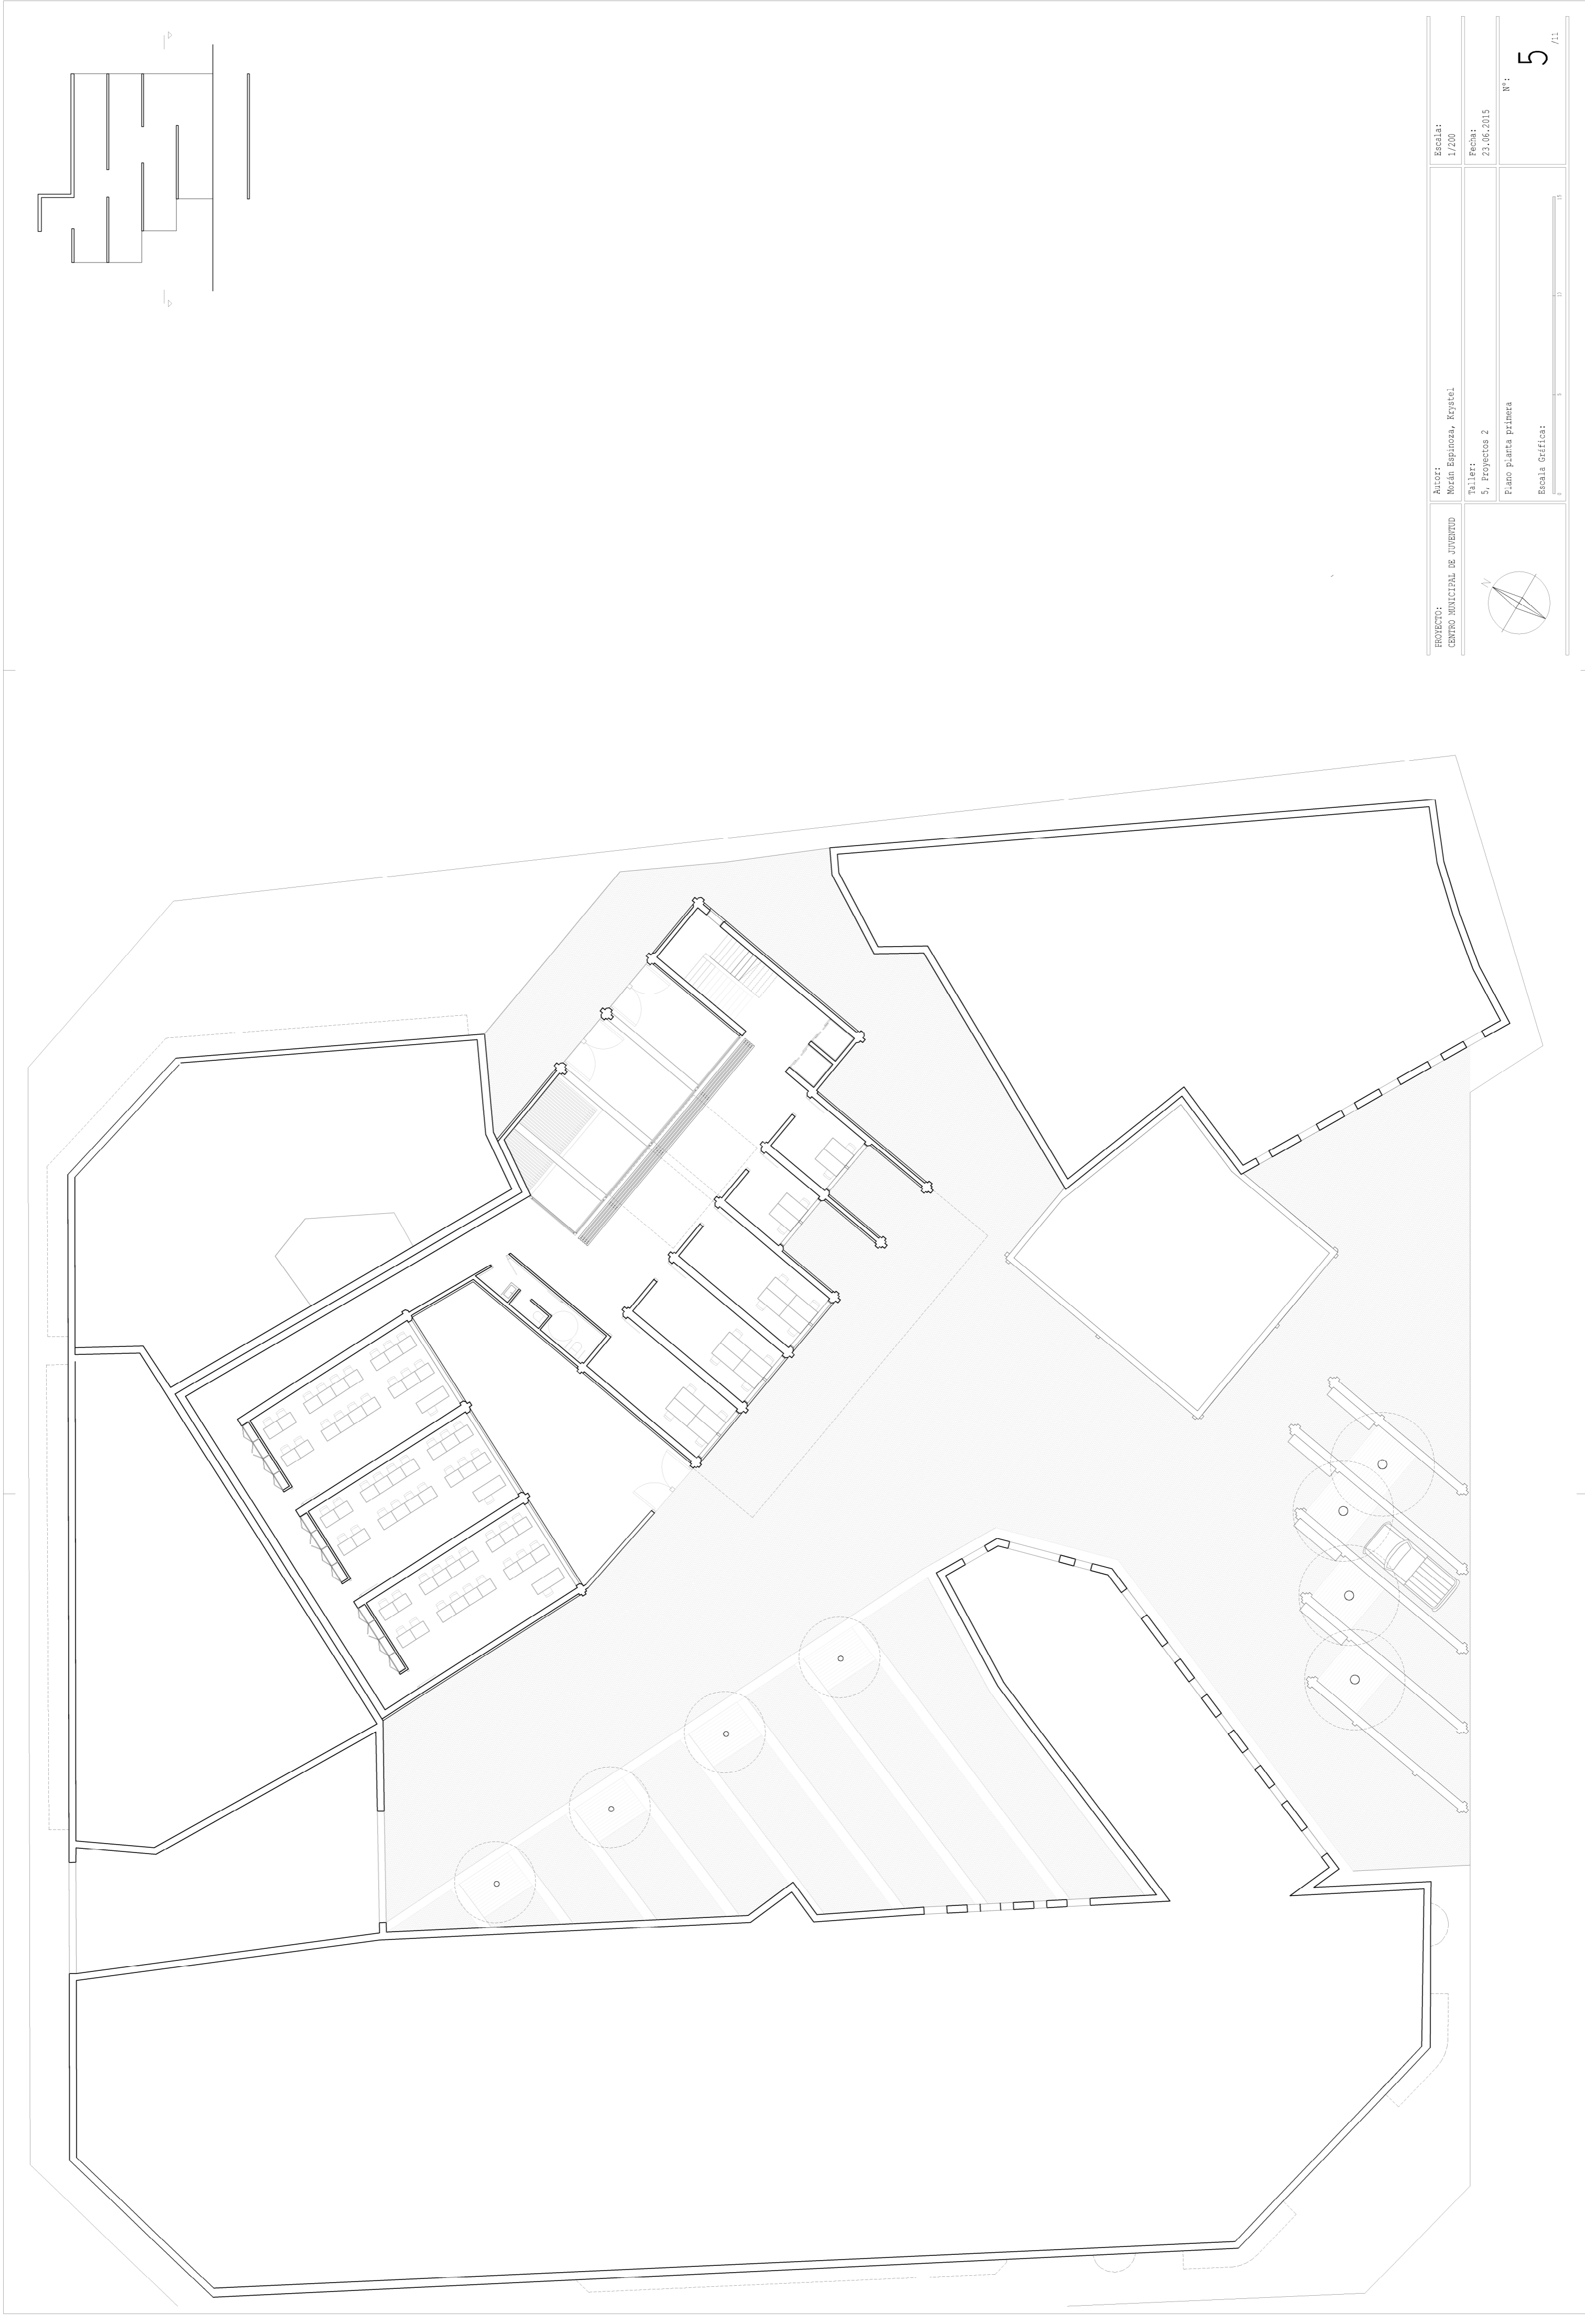 PROYECTO:
CENTRO MUNICIPAL DE JUVENTUD
Autor:
Morán Espinoza, Krystel
Escala:
1/200
Taller:
5, Proyectos 2
Fecha:
23.06.2015
N
Plano planta primera
Nº:
5
/11
Escala Gráfica:
0